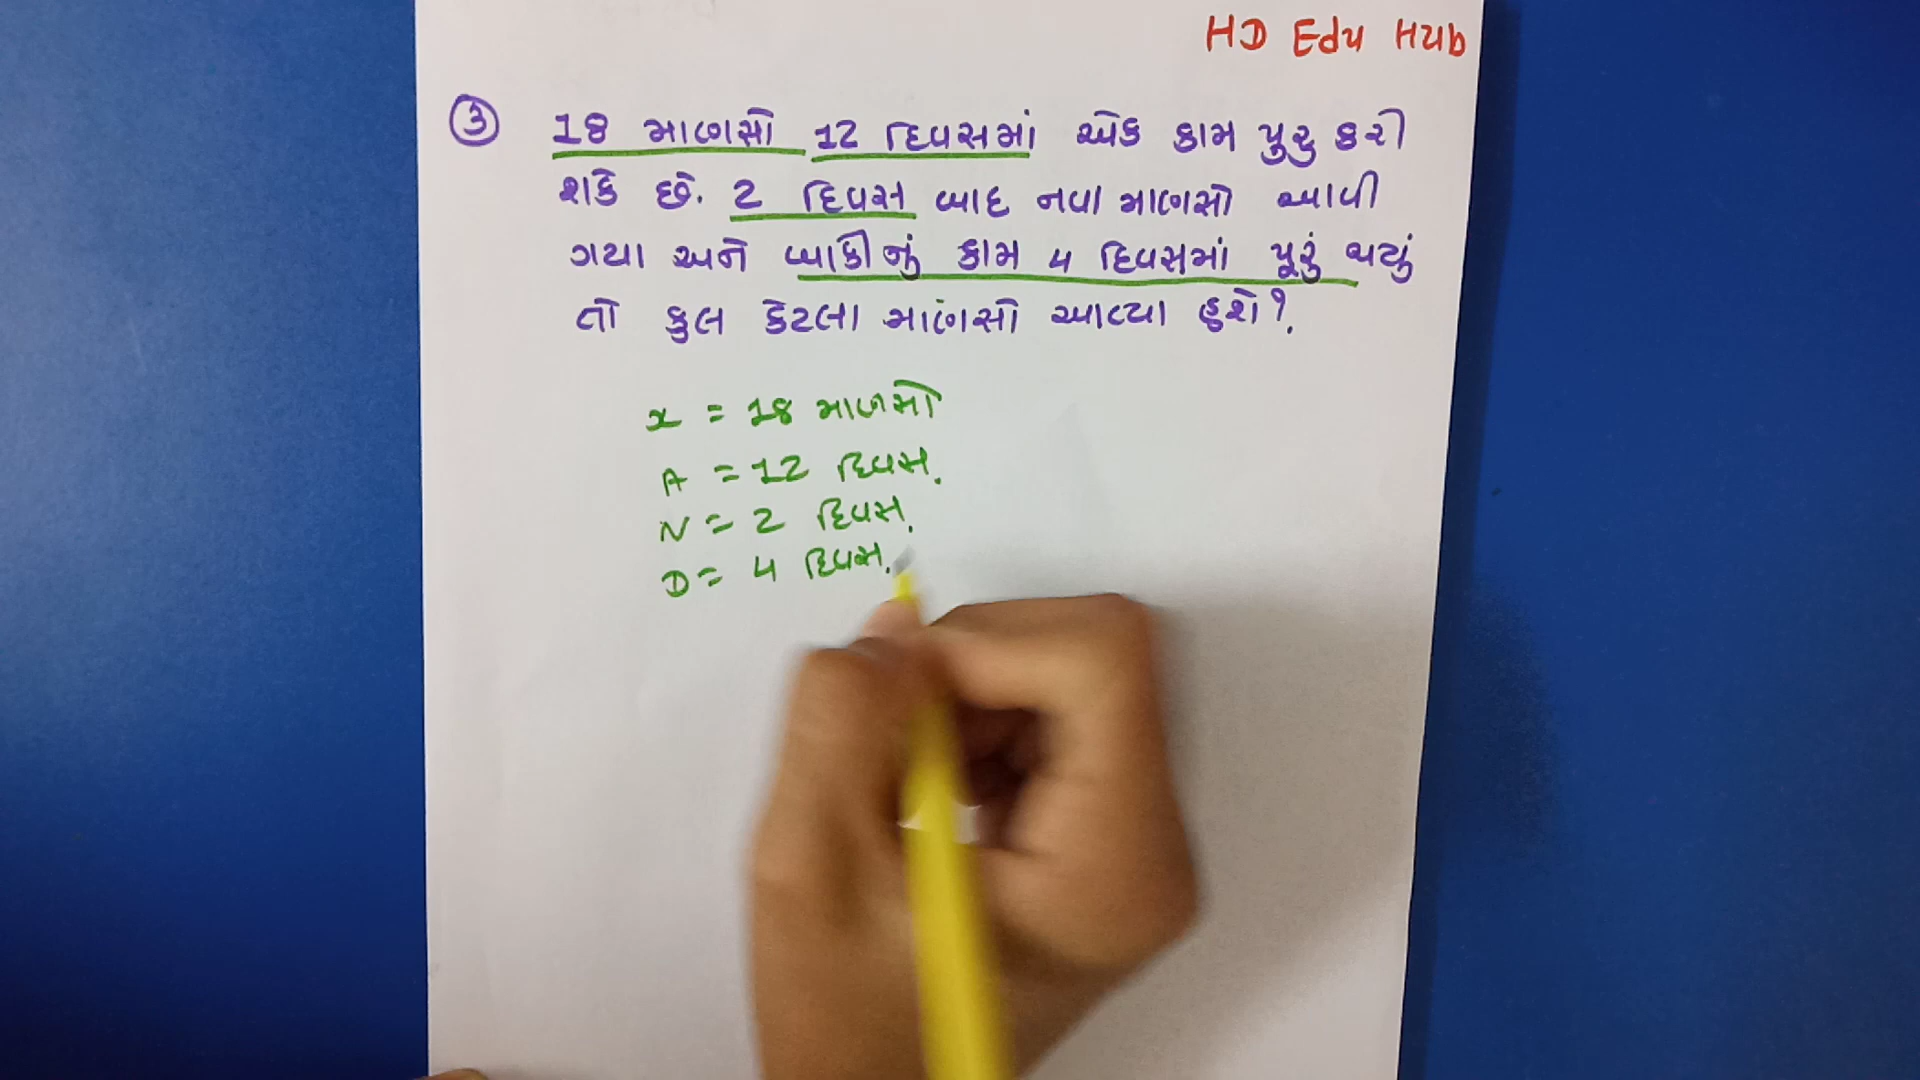 HD Edu Hub
③ 18 માણસો 12 દિવસમાં એક કામ પુરુ કરી
શકે છે. 2 દિવસ બાદ નવા માણસો આવી
ગયા અને બાકીનું કામ 4 દિવસમાં પૂરું થયું
તો કુલ કેટલા માણસો આવ્યા હશે?.
x = 18 માણસો
A = 12 દિવસ.
N = 2 દિવસ.
D = 4 દિવસ.